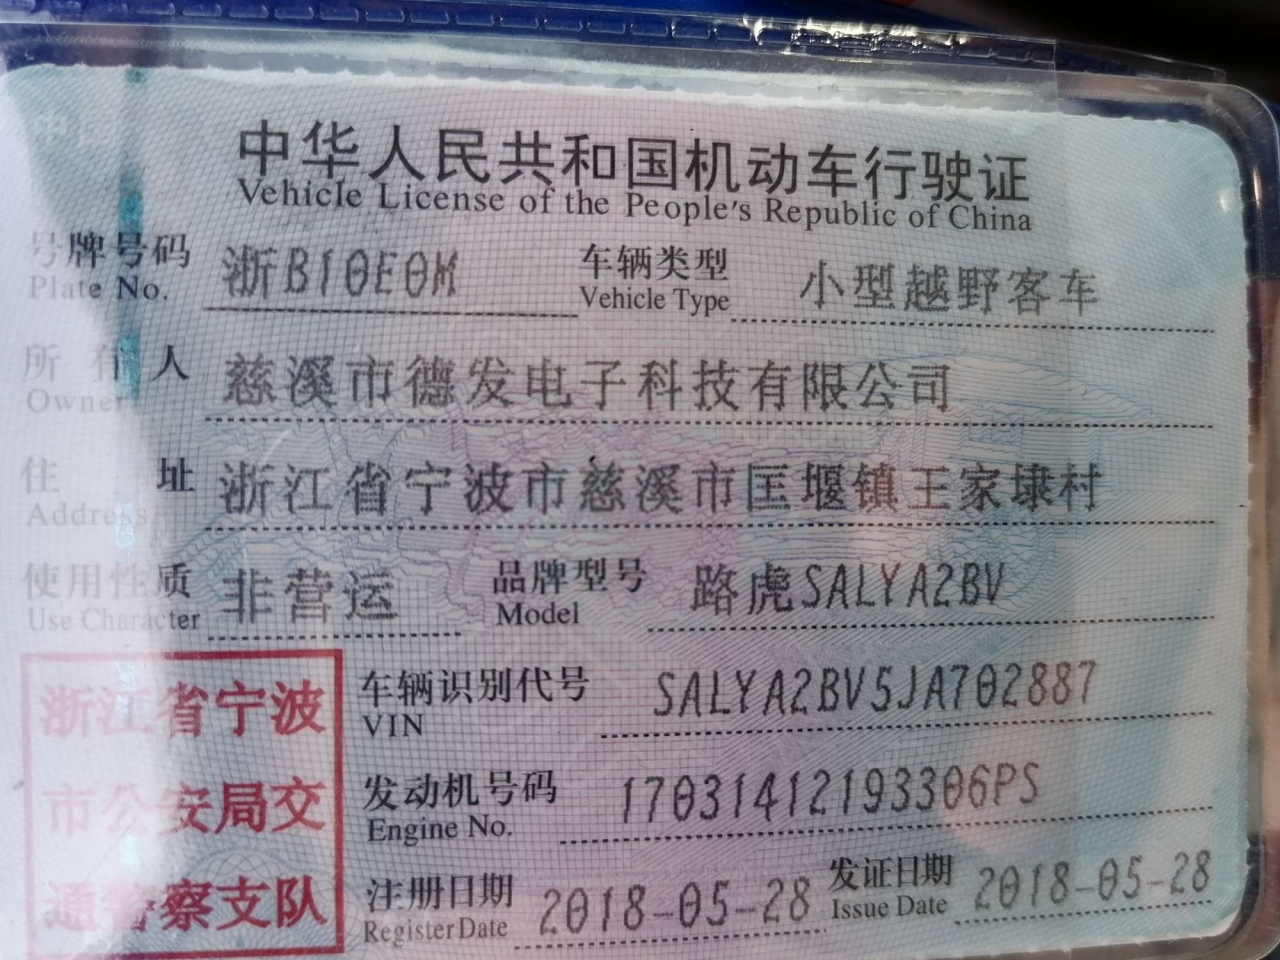 中华人民共和国机动车行驶证
Vehicle License of the People's Republic of China
号牌号码 浙B10E0M 车辆类型 小型越野客车
Plate No. Vehicle Type
所有人 慈溪市德发电子科技有限公司
Owner
住址 浙江省宁波市慈溪市匡堰镇王家埭村
Address
使用性质 非营运 品牌型号 路虎SALYA2BV
Use Character Model
车辆识别代号 SALYA2BV5JA702887
VIN
发动机号码 17031412193306PS
Engine No.
注册日期 2018-05-28 发证日期 2018-05-28
Register Date Issue Date
浙江省宁波
市公安局交
通警察支队